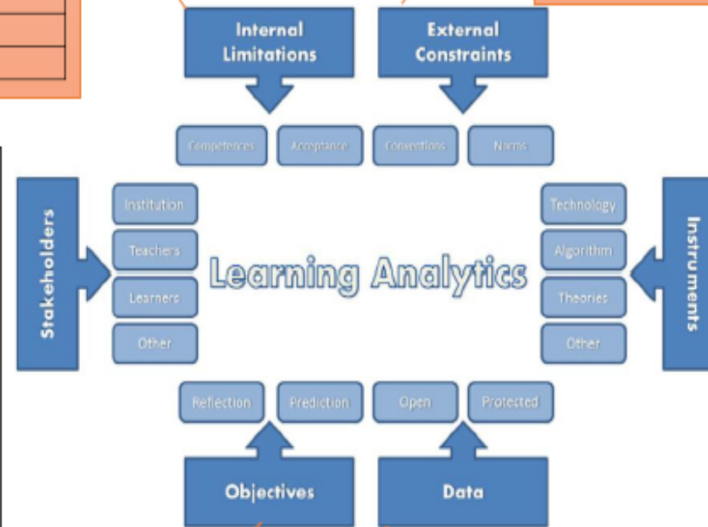 Internal
Limitations
External
Constraints
Competences
Acceptance
Conventions
Norms
Stakeholders
Institution
Teachers
Learners
Other
Learning Analytics
Technology
Algorithm
Theories
Other
Instruments
Reflection
Prediction
Open
Protected
Objectives
Data